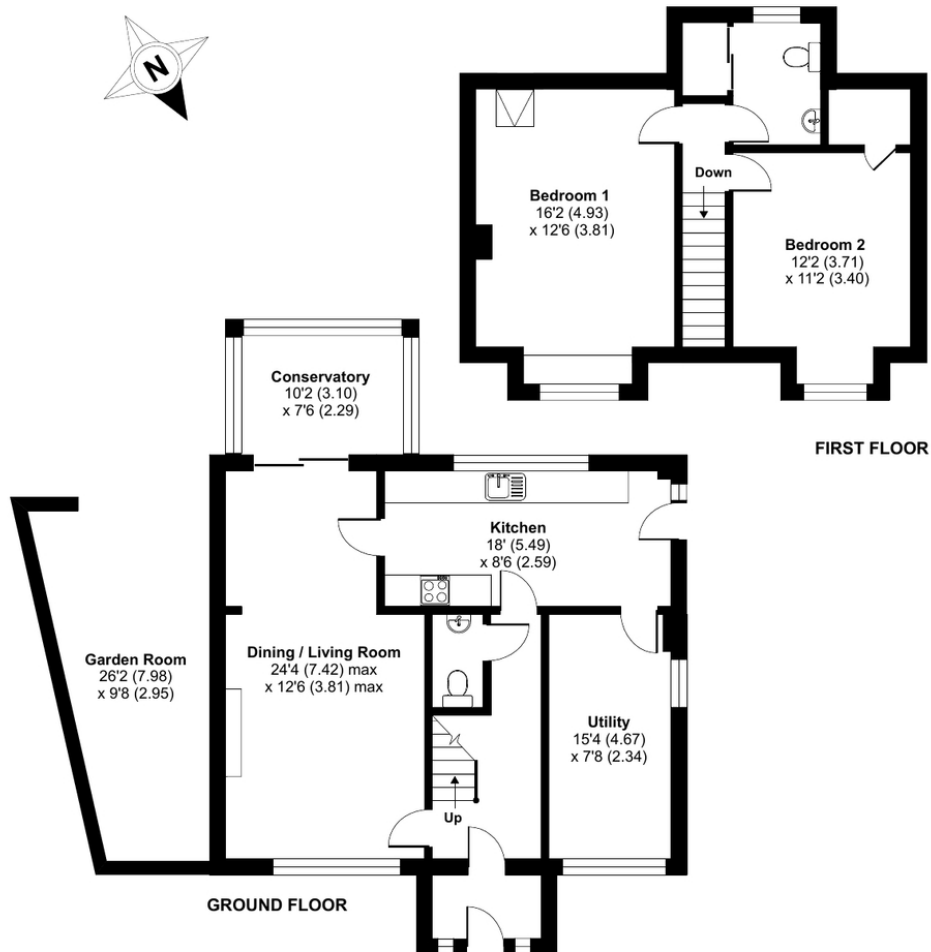 N
Bedroom 1
16'2 (4.93)
x 12'6 (3.81)
Down
Bedroom 2
12'2 (3.71)
x 11'2 (3.40)
FIRST FLOOR
Conservatory
10'2 (3.10)
x 7'6 (2.29)
Kitchen
18' (5.49)
x 8'6 (2.59)
Garden Room
26'2 (7.98)
x 9'8 (2.95)
Dining / Living Room
24'4 (7.42) max
x 12'6 (3.81) max
Utility
15'4 (4.67)
x 7'8 (2.34)
Up
GROUND FLOOR